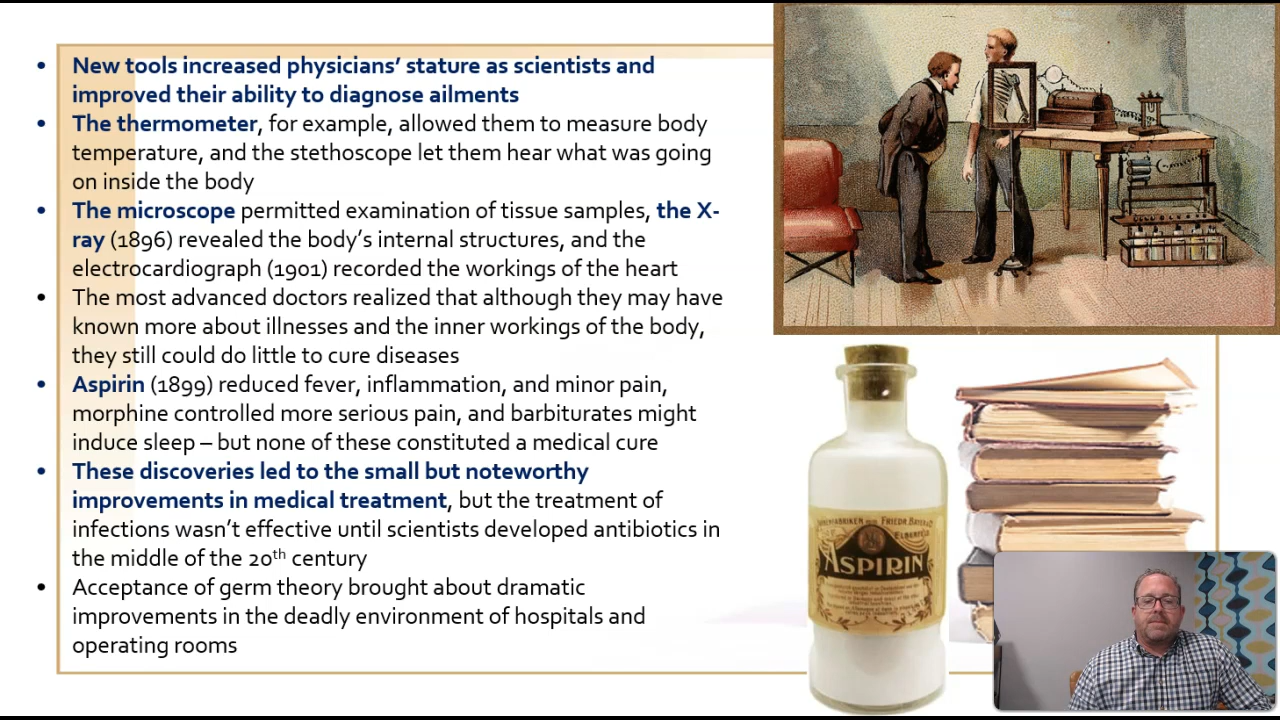 • New tools increased physicians’ stature as scientists and
improved their ability to diagnose ailments
• The thermometer, for example, allowed them to measure body
temperature, and the stethoscope let them hear what was going
on inside the body
• The microscope permitted examination of tissue samples, the X-
ray (1896) revealed the body’s internal structures, and the
electrocardiograph (1901) recorded the workings of the heart
• The most advanced doctors realized that although they may have
known more about illnesses and the inner workings of the body,
they still could do little to cure diseases
• Aspirin (1899) reduced fever, inflammation, and minor pain,
morphine controlled more serious pain, and barbiturates might
induce sleep – but none of these constituted a medical cure
• These discoveries led to the small but noteworthy
improvements in medical treatment, but the treatment of
infections wasn’t effective until scientists developed antibiotics in
the middle of the 20th century
• Acceptance of germ theory brought about dramatic
improvements in the deadly environment of hospitals and
operating rooms
FRIEDR. BAYER & Co.
ELBERFELD.
ASPIRIN